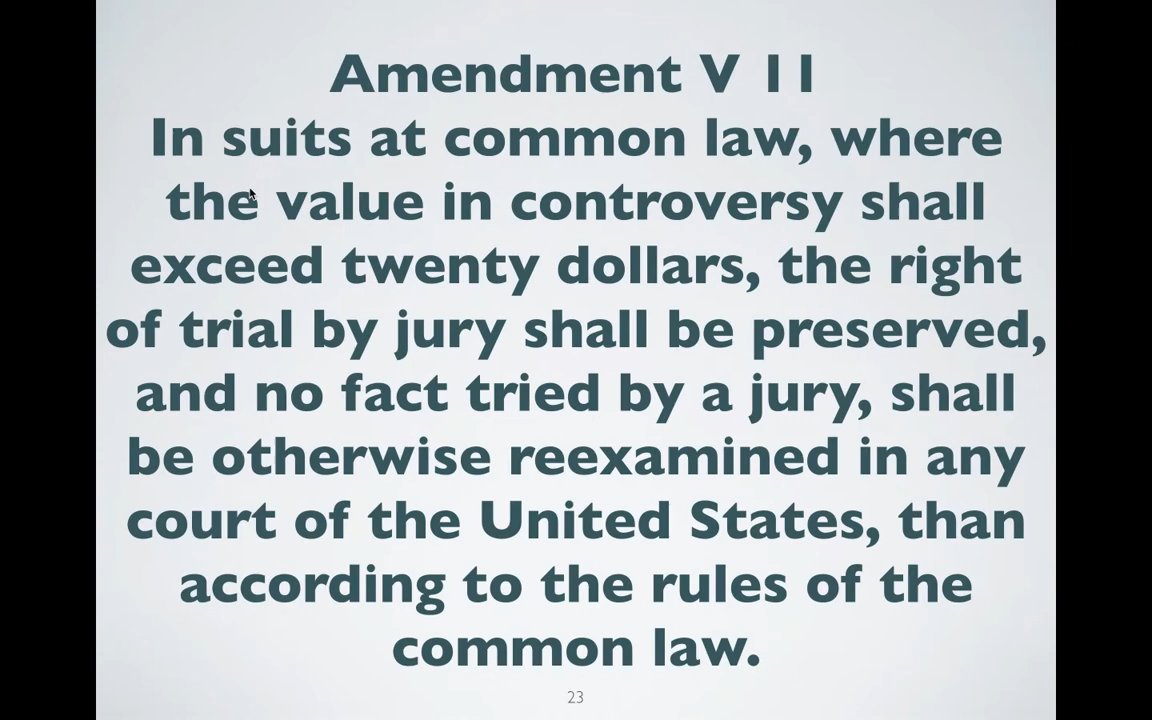 Amendment V 11
In suits at common law, where
the value in controversy shall
exceed twenty dollars, the right
of trial by jury shall be preserved,
and no fact tried by a jury, shall
be otherwise reexamined in any
court of the United States, than
according to the rules of the
common law.
23